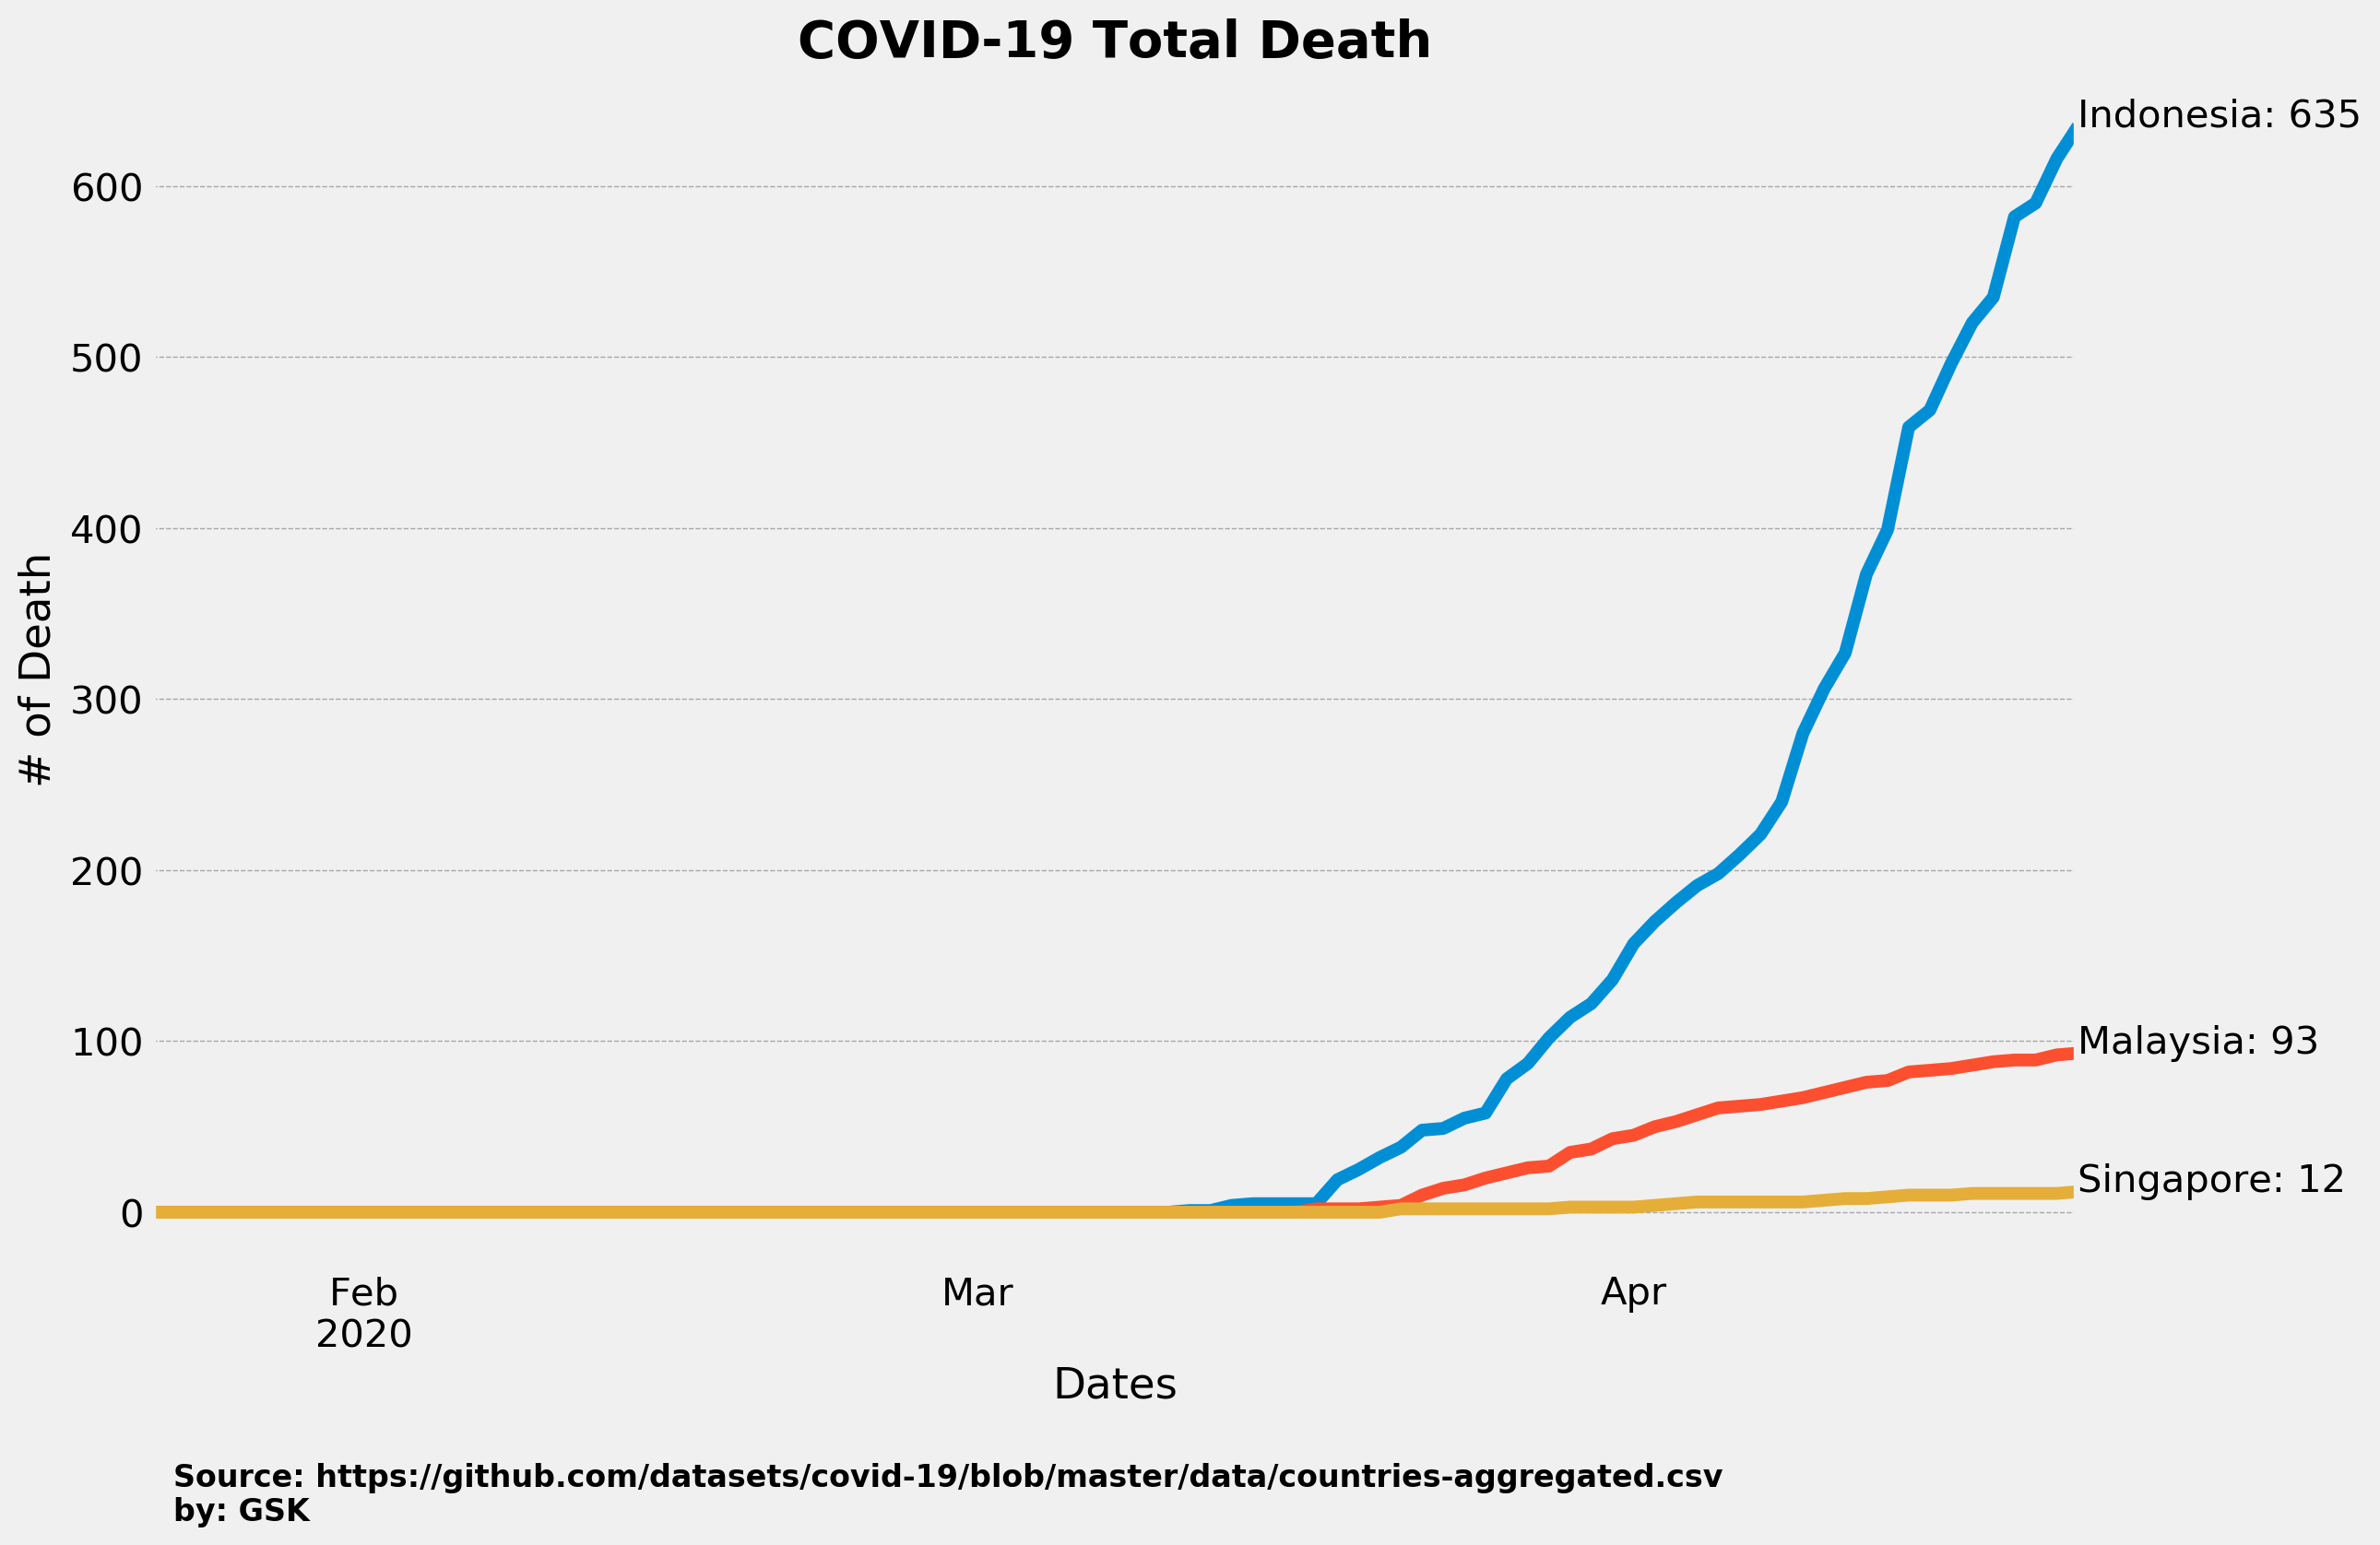 COVID-19 Total Death
Indonesia: 635
600
500
400
# of Death
300
200
100
Malaysia: 93
Singapore: 12
0
Feb
2020
Mar
Apr
Dates
Source: https://github.com/datasets/covid-19/blob/master/data/countries-aggregated.csv
by: GSK